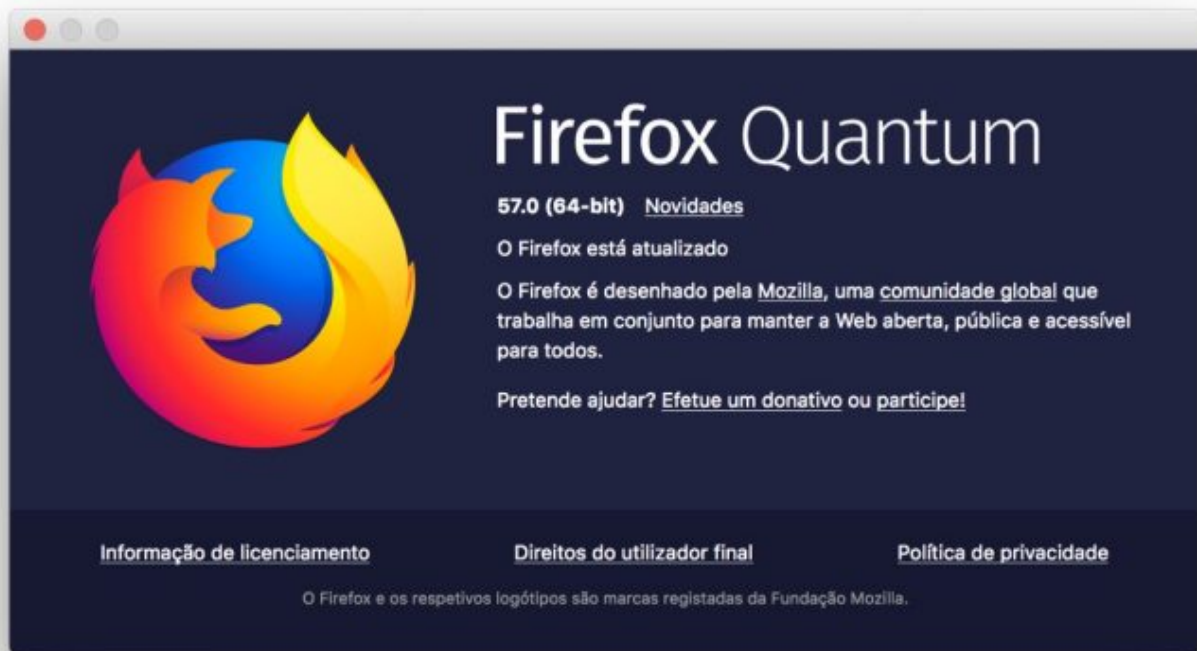 Firefox Quantum
57.0 (64-bit) Novidades
O Firefox está atualizado
O Firefox é desenhado pela Mozilla, uma comunidade global que
trabalha em conjunto para manter a Web aberta, pública e acessível
para todos.
Pretende ajudar? Efetue um donativo ou participe!
Informação de licenciamento Direitos do utilizador final Política de privacidade
O Firefox e os respetivos logótipos são marcas registadas da Fundação Mozilla.